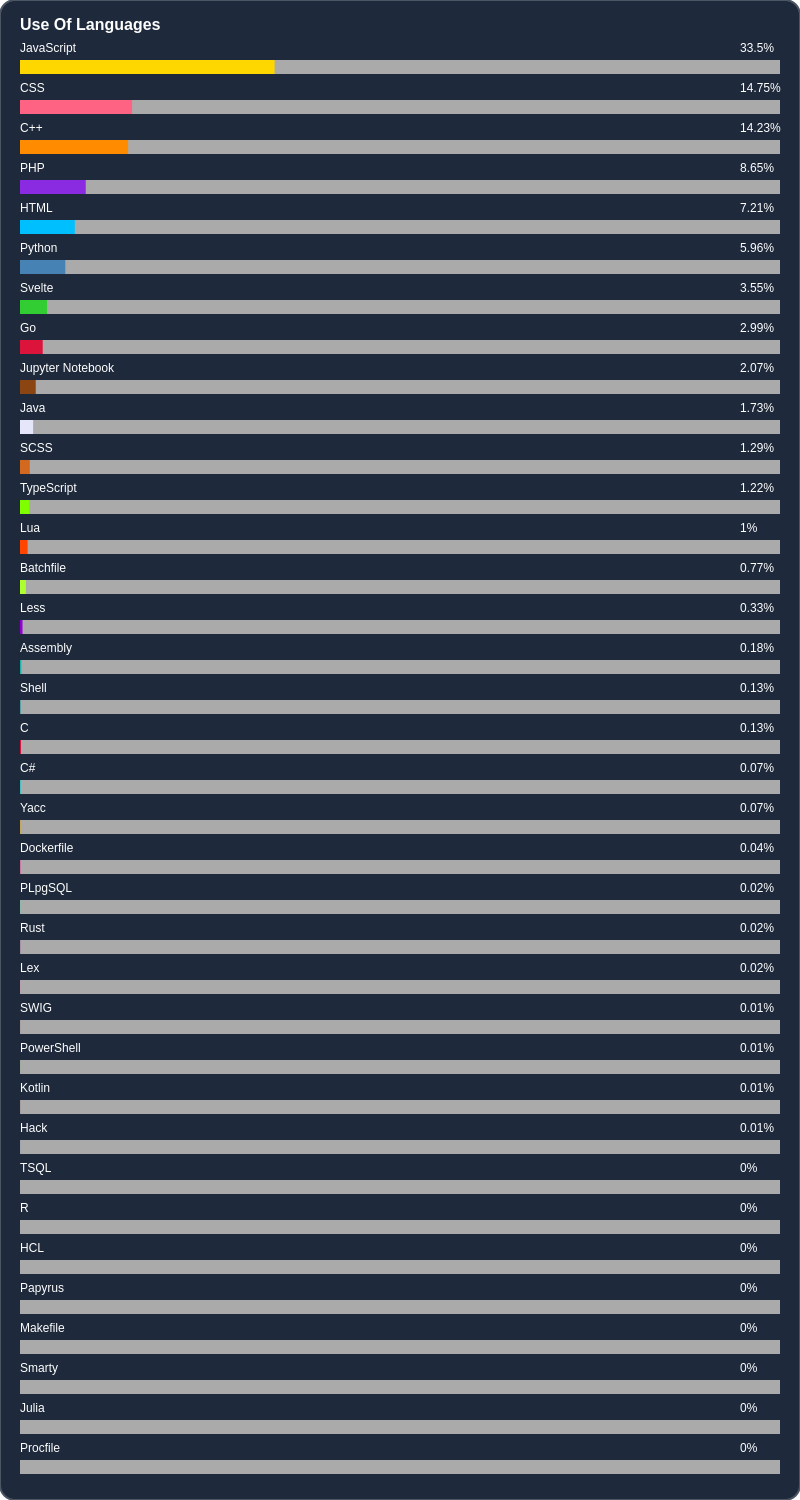 Use Of Languages
JavaScript 33.5%
CSS 14.75%
C++ 14.23%
PHP 8.65%
HTML 7.21%
Python 5.96%
Svelte 3.55%
Go 2.99%
Jupyter Notebook 2.07%
Java 1.73%
SCSS 1.29%
TypeScript 1.22%
Lua 1%
Batchfile 0.77%
Less 0.33%
Assembly 0.18%
Shell 0.13%
C 0.13%
C# 0.07%
Yacc 0.07%
Dockerfile 0.04%
PLpgSQL 0.02%
Rust 0.02%
Lex 0.02%
SWIG 0.01%
PowerShell 0.01%
Kotlin 0.01%
Hack 0.01%
TSQL 0%
R 0%
HCL 0%
Papyrus 0%
Makefile 0%
Smarty 0%
Julia 0%
Procfile 0%